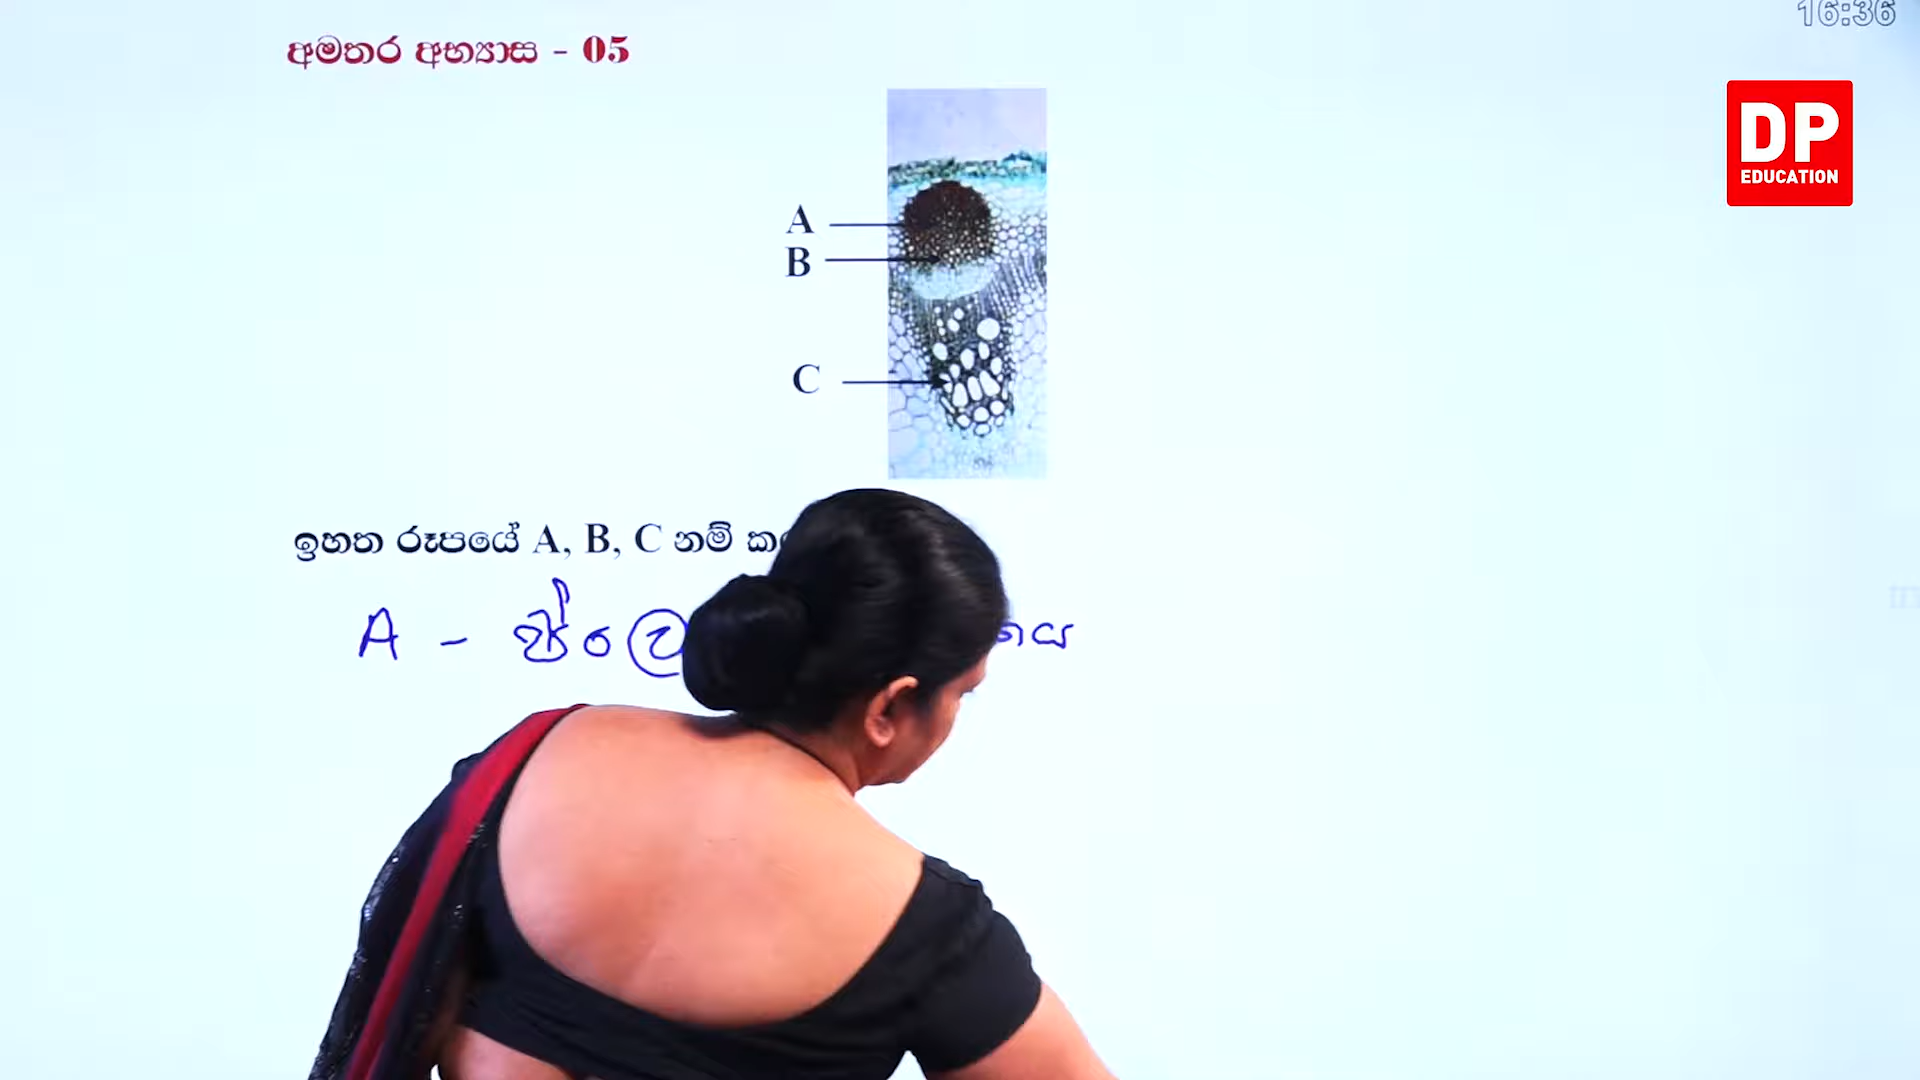 16:36
අමතර අභ්‍යාස - 05
DP
EDUCATION
A
B
C
ඉහත රූපයේ A, B, C නම්
A -